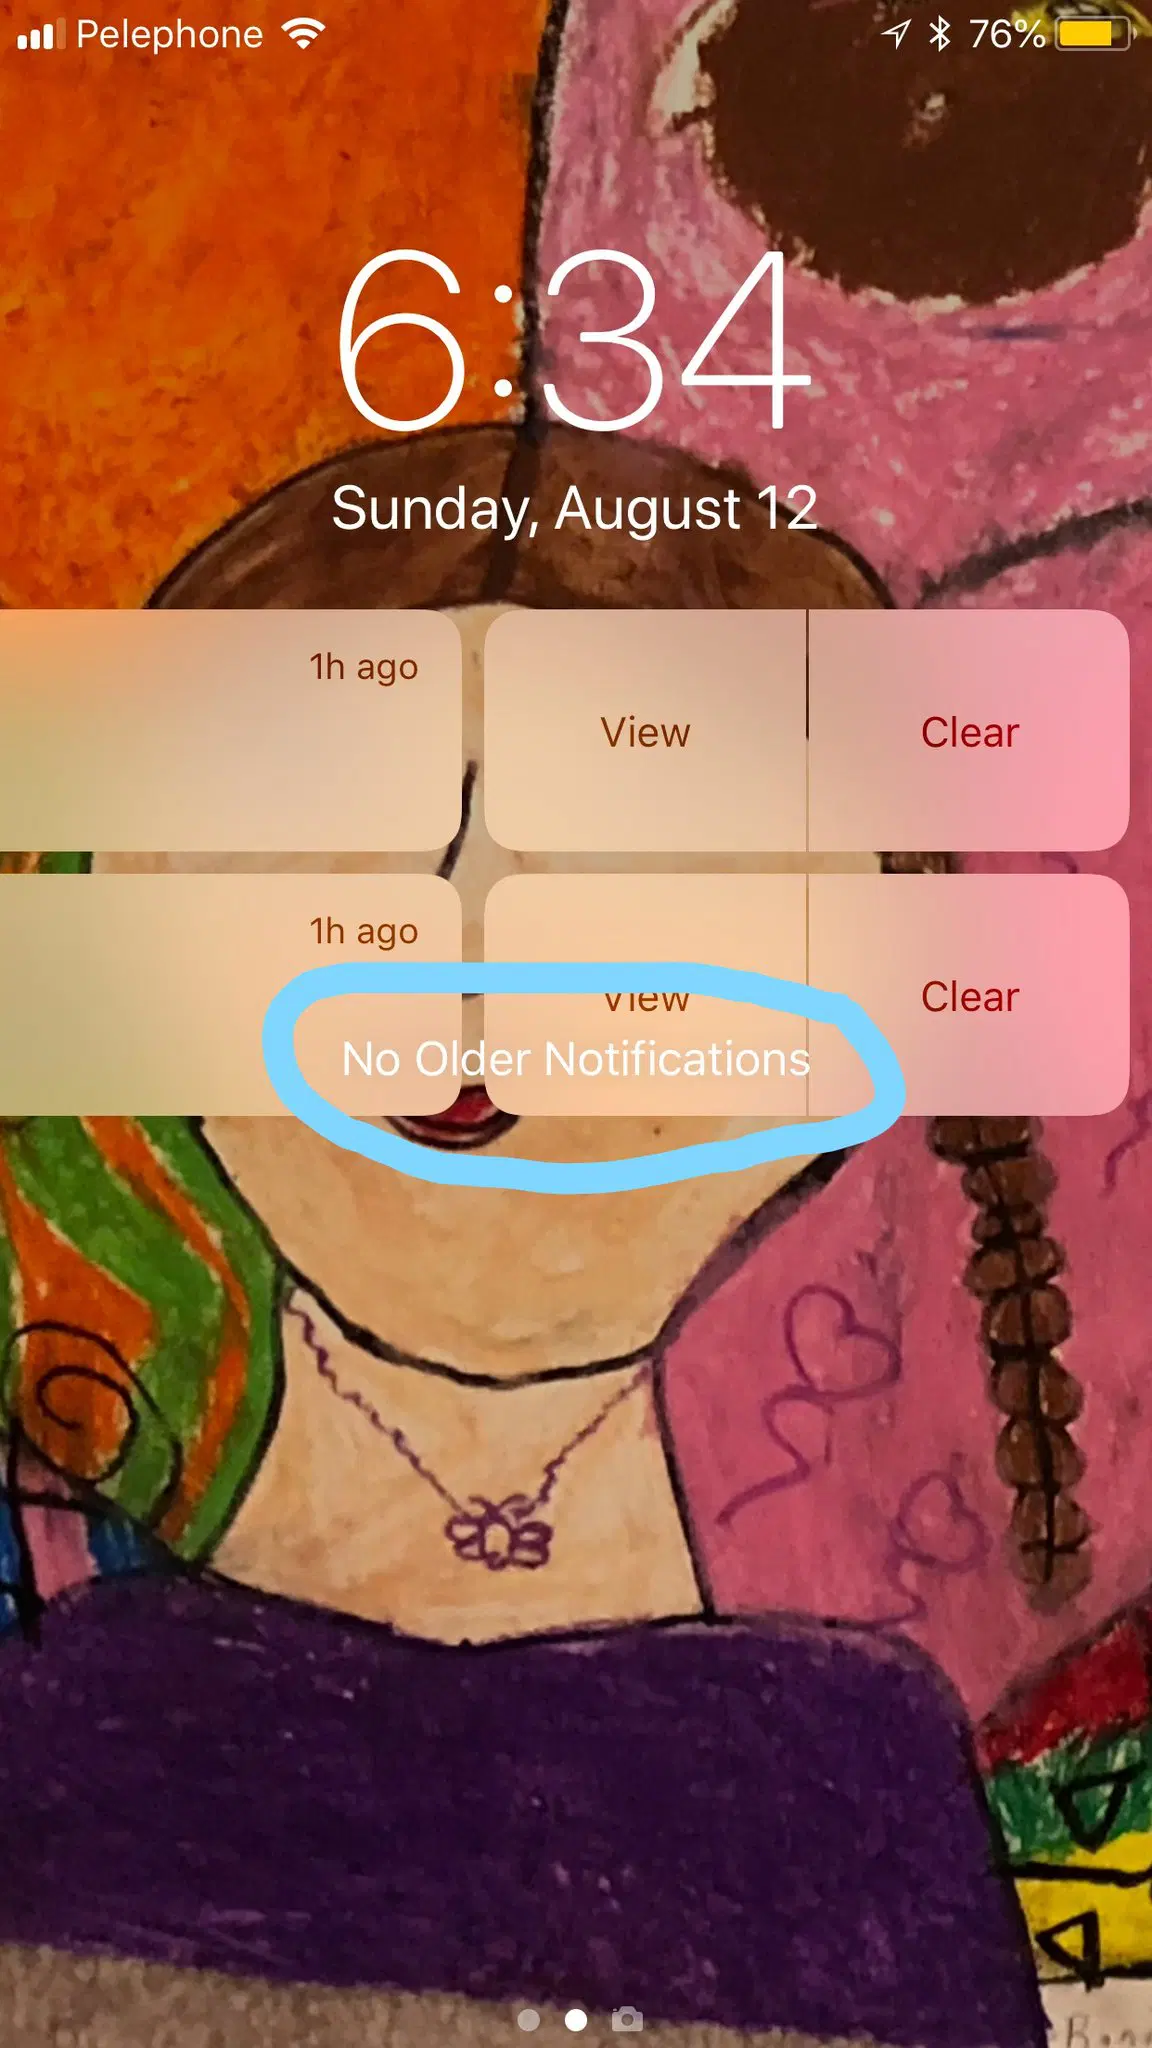 Pelephone 76%
6:34
Sunday, August 12
1h ago View Clear
1h ago View Clear
No Older Notifications